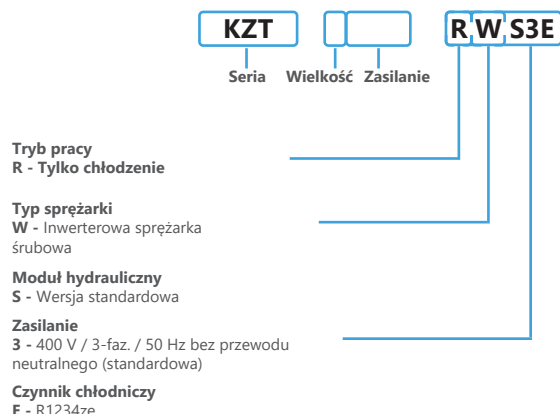 KZT RWS3E
Seria Wielkość Zasilanie
Tryb pracy
R - Tylko chłodzenie
Typ sprężarki
W - Inwerterowa sprężarka
śrubowa
Moduł hydrauliczny
S - Wersja standardowa
Zasilanie
3 - 400 V / 3-faz. / 50 Hz bez przewodu
neutralnego (standardowa)
Czynnik chłodniczy
E - R1234ze